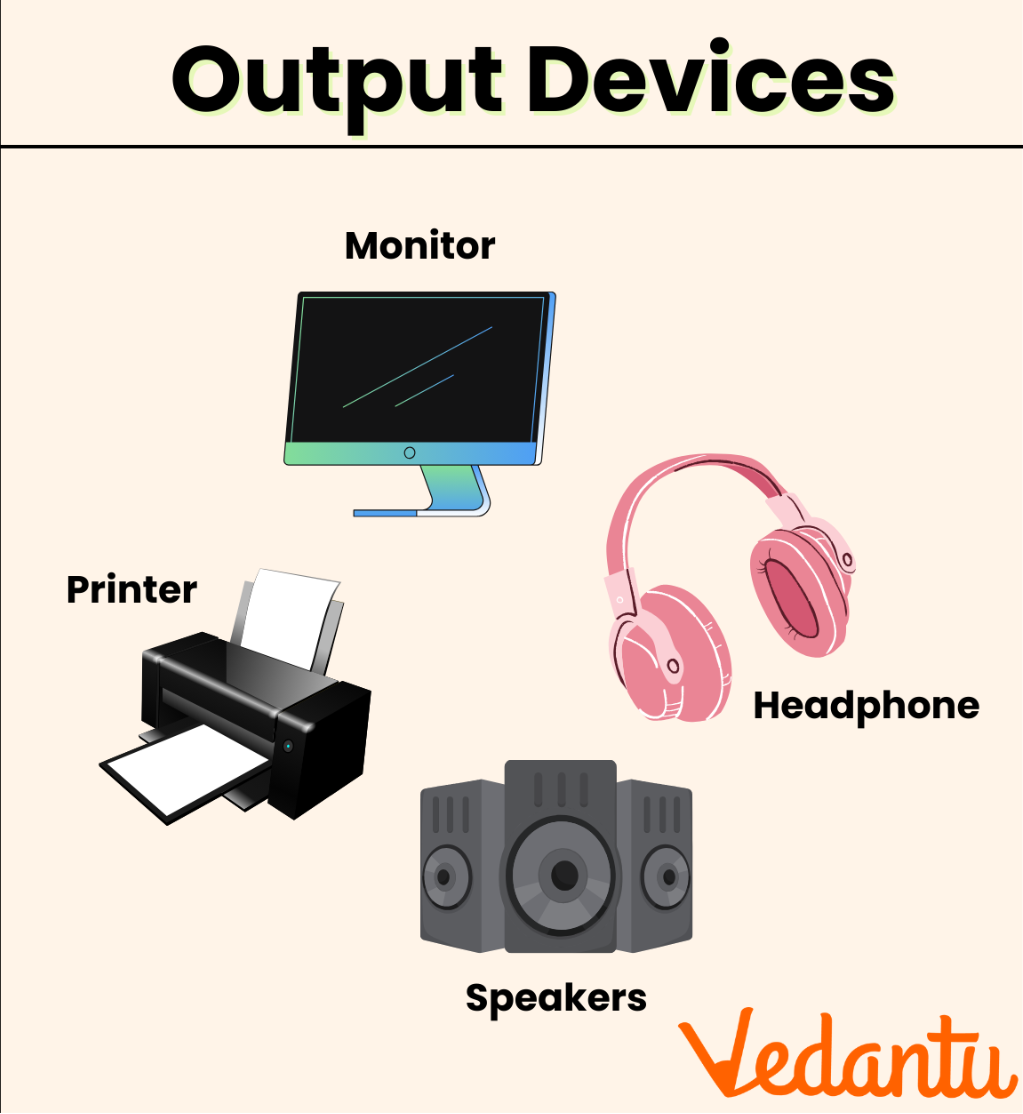 Output Devices
Monitor
Printer
Headphone
Speakers
Vedantu